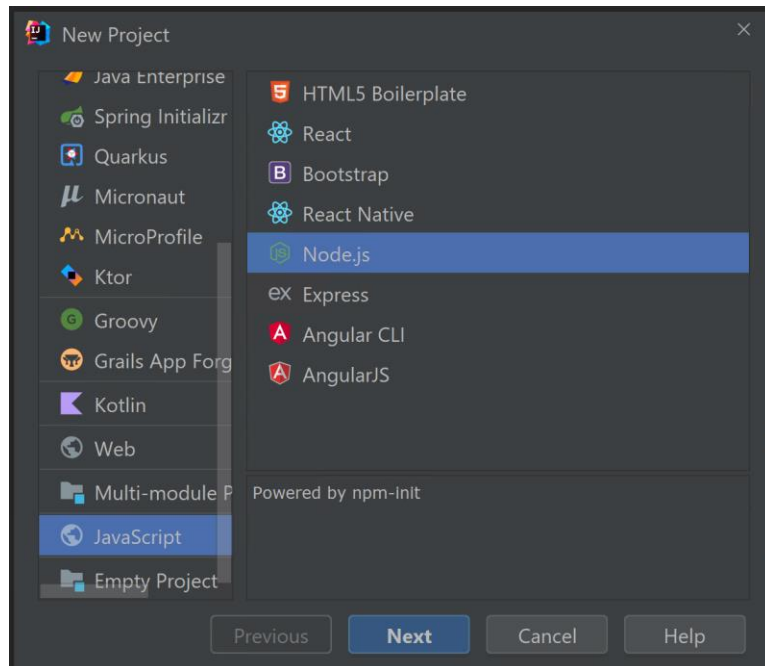 New Project
Java Enterprise
Spring Initializr
Quarkus
Micronaut
MicroProfile
Ktor
Groovy
Grails App Forg
Kotlin
Web
Multi-module P
JavaScript
Empty Project
HTML5 Boilerplate
React
Bootstrap
React Native
Node.js
ex Express
Angular CLI
AngularJS
Powered by npm-init
Previous Next Cancel Help